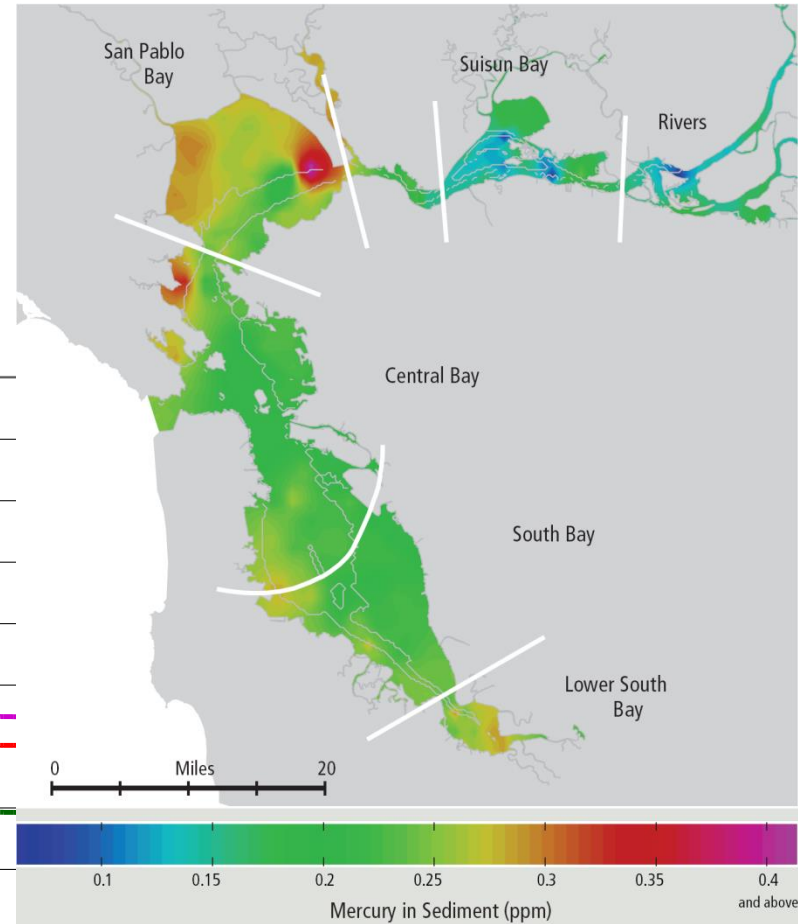 San Pablo
Bay
Suisun Bay
Rivers
Central Bay
South Bay
Lower South
Bay
0 Miles 20
0.1 0.15 0.2 0.25 0.3 0.35 0.4
and above
Mercury in Sediment (ppm)